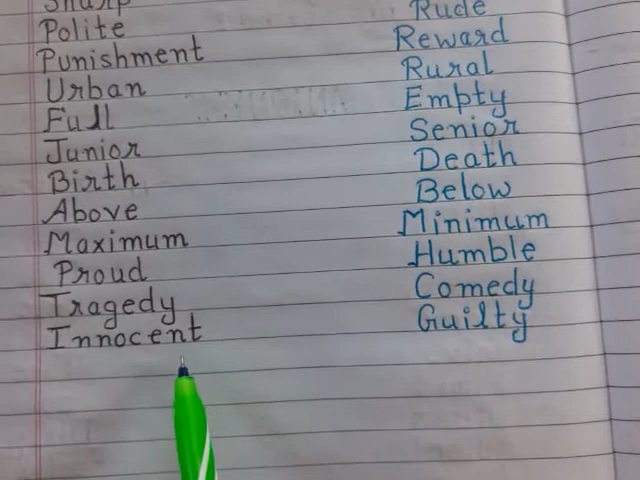 Sharp
Polite Rude
Punishment Reward
Urban Rural
Full Empty
Junior Senior
Birth Death
Above Below
Maximum Minimum
Proud Humble
Tragedy Comedy
Innocent Guilty